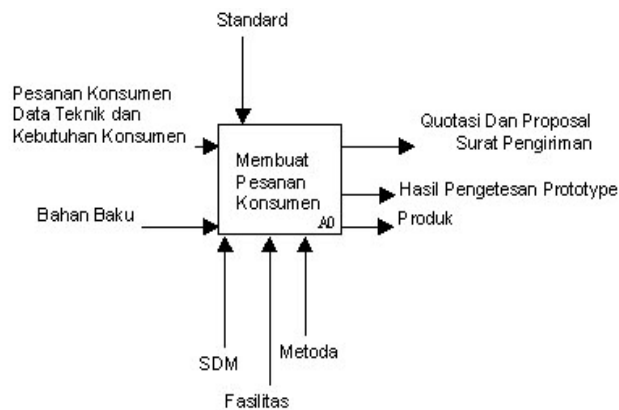 Standard
Pesanan Konsumen
Data Teknik dan
Kebutuhan Konsumen
Quotasi Dan Proposal
Surat Pengiriman
Membuat
Pesanan
Konsumen
A0
Hasil Pengetesan Prototype
Bahan Baku
Produk
Metoda
SDM
Fasilitas